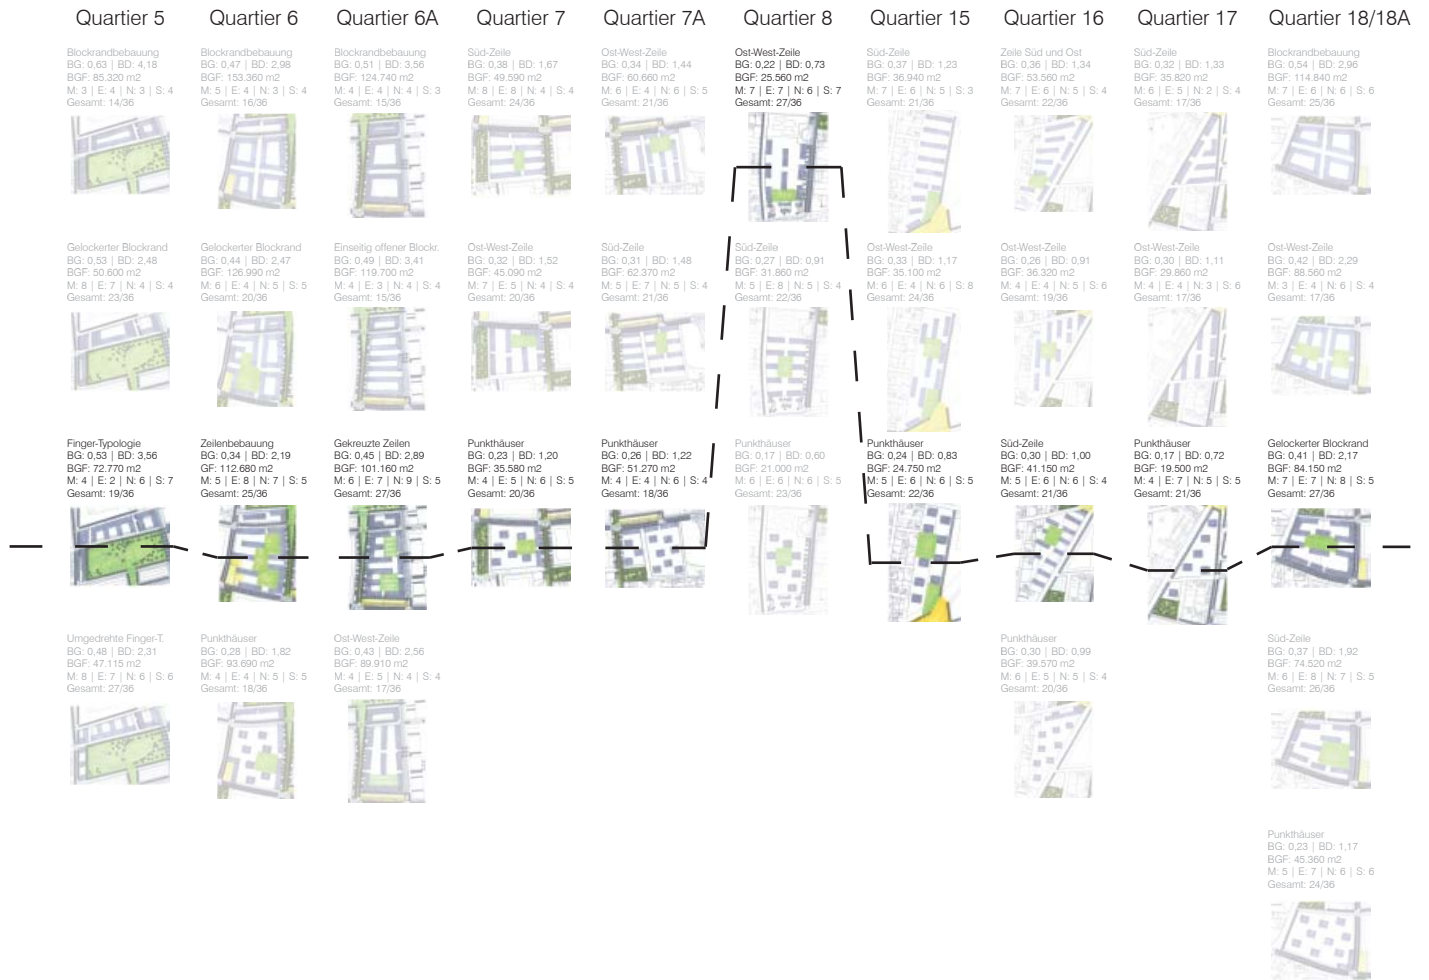 Quartier 5
Quartier 6
Quartier 6A
Quartier 7
Quartier 7A
Quartier 8
Quartier 15
Quartier 16
Quartier 17
Quartier 18/18A
Blockrandbebauung
BG: 0,63 | BD: 4,18
BGF: 85.320 m2
M: 3 | E: 4 | N: 3 | S: 4
Gesamt: 14/36
Blockrandbebauung
BG: 0,47 | BD: 2,98
BGF: 153.360 m2
M: 5 | E: 4 | N: 3 | S: 4
Gesamt: 16/36
Blockrandbebauung
BG: 0,51 | BD: 3,56
BGF: 124.740 m2
M: 4 | E: 4 | N: 4 | S: 3
Gesamt: 15/36
Süd-Zeile
BG: 0,38 | BD: 1,67
BGF: 49.590 m2
M: 8 | E: 8 | N: 4 | S: 4
Gesamt: 24/36
Ost-West-Zeile
BG: 0,34 | BD: 1,44
BGF: 60.660 m2
M: 6 | E: 4 | N: 6 | S: 5
Gesamt: 21/36
Ost-West-Zeile
BG: 0,22 | BD: 0,73
BGF: 25.560 m2
M: 7 | E: 7 | N: 6 | S: 7
Gesamt: 27/36
Süd-Zeile
BG: 0,37 | BD: 1,23
BGF: 36.940 m2
M: 7 | E: 6 | N: 5 | S: 3
Gesamt: 21/36
Zeile Süd und Ost
BG: 0,36 | BD: 1,34
BGF: 53.560 m2
M: 7 | E: 6 | N: 5 | S: 4
Gesamt: 22/36
Süd-Zeile
BG: 0,32 | BD: 1,33
BGF: 35.820 m2
M: 6 | E: 5 | N: 2 | S: 4
Gesamt: 17/36
Blockrandbebauung
BG: 0,54 | BD: 2,96
BGF: 114.840 m2
M: 7 | E: 6 | N: 6 | S: 6
Gesamt: 25/36
Gelockerter Blockrand
BG: 0,53 | BD: 2,48
BGF: 50.600 m2
M: 8 | E: 7 | N: 4 | S: 4
Gesamt: 23/36
Gelockerter Blockrand
BG: 0,44 | BD: 2,47
BGF: 126.990 m2
M: 6 | E: 4 | N: 5 | S: 5
Gesamt: 20/36
Einseitig offener Blockr.
BG: 0,49 | BD: 3,41
BGF: 119.700 m2
M: 4 | E: 3 | N: 4 | S: 4
Gesamt: 15/36
Ost-West-Zeile
BG: 0,32 | BD: 1,52
BGF: 45.090 m2
M: 7 | E: 5 | N: 4 | S: 4
Gesamt: 20/36
Süd-Zeile
BG: 0,31 | BD: 1,48
BGF: 62.370 m2
M: 5 | E: 7 | N: 5 | S: 4
Gesamt: 21/36
Süd-Zeile
BG: 0,27 | BD: 0,91
BGF: 31.860 m2
M: 5 | E: 8 | N: 5 | S: 4
Gesamt: 22/36
Ost-West-Zeile
BG: 0,33 | BD: 1,17
BGF: 35.100 m2
M: 6 | E: 4 | N: 6 | S: 8
Gesamt: 24/36
Ost-West-Zeile
BG: 0,26 | BD: 0,91
BGF: 36.320 m2
M: 4 | E: 4 | N: 5 | S: 6
Gesamt: 19/36
Ost-West-Zeile
BG: 0,30 | BD: 1,11
BGF: 29.860 m2
M: 4 | E: 4 | N: 3 | S: 6
Gesamt: 17/36
Ost-West-Zeile
BG: 0,42 | BD: 2,29
BGF: 88.560 m2
M: 3 | E: 4 | N: 6 | S: 4
Gesamt: 17/36
Finger-Typologie
BG: 0,53 | BD: 3,56
BGF: 72.770 m2
M: 4 | E: 2 | N: 6 | S: 7
Gesamt: 19/36
Zeilenbebauung
BG: 0,34 | BD: 2,19
GF: 112.680 m2
M: 5 | E: 8 | N: 7 | S: 5
Gesamt: 25/36
Gekreuzte Zeilen
BG: 0,45 | BD: 2,89
BGF: 101.160 m2
M: 6 | E: 7 | N: 9 | S: 5
Gesamt: 27/36
Punkthäuser
BG: 0,23 | BD: 1,20
BGF: 35.580 m2
M: 4 | E: 5 | N: 6 | S: 5
Gesamt: 20/36
Punkthäuser
BG: 0,26 | BD: 1,22
BGF: 51.270 m2
M: 4 | E: 4 | N: 6 | S: 4
Gesamt: 18/36
Punkthäuser
BG: 0,17 | BD: 0,60
BGF: 21.000 m2
M: 6 | E: 6 | N: 6 | S: 5
Gesamt: 23/36
Punkthäuser
BG: 0,24 | BD: 0,83
BGF: 24.750 m2
M: 5 | E: 6 | N: 6 | S: 5
Gesamt: 22/36
Süd-Zeile
BG: 0,30 | BD: 1,00
BGF: 41.150 m2
M: 5 | E: 6 | N: 6 | S: 4
Gesamt: 21/36
Punkthäuser
BG: 0,17 | BD: 0,72
BGF: 19.500 m2
M: 4 | E: 5 | N: 7 | S: 5
Gesamt: 21/36
Gelockerter Blockrand
BG: 0,41 | BD: 2,17
BGF: 84.150 m2
M: 7 | E: 7 | N: 8 | S: 5
Gesamt: 27/36
Umgedrehte Finger-T.
BG: 0,48 | BD: 2,31
BGF: 47.115 m2
M: 8 | E: 7 | N: 6 | S: 6
Gesamt: 27/36
Punkthäuser
BG: 0,28 | BD: 1,82
BGF: 93.690 m2
M: 4 | E: 4 | N: 5 | S: 5
Gesamt: 18/36
Ost-West-Zeile
BG: 0,43 | BD: 2,56
BGF: 89.910 m2
M: 4 | E: 5 | N: 4 | S: 4
Gesamt: 17/36
Punkthäuser
BG: 0,30 | BD: 0,99
BGF: 39.570 m2
M: 6 | E: 5 | N: 5 | S: 4
Gesamt: 20/36
Süd-Zeile
BG: 0,37 | BD: 1,92
BGF: 74.520 m2
M: 6 | E: 8 | N: 7 | S: 5
Gesamt: 26/36
Punkthäuser
BG: 0,23 | BD: 1,17
BGF: 45.360 m2
M: 5 | E: 7 | N: 6 | S: 6
Gesamt: 24/36